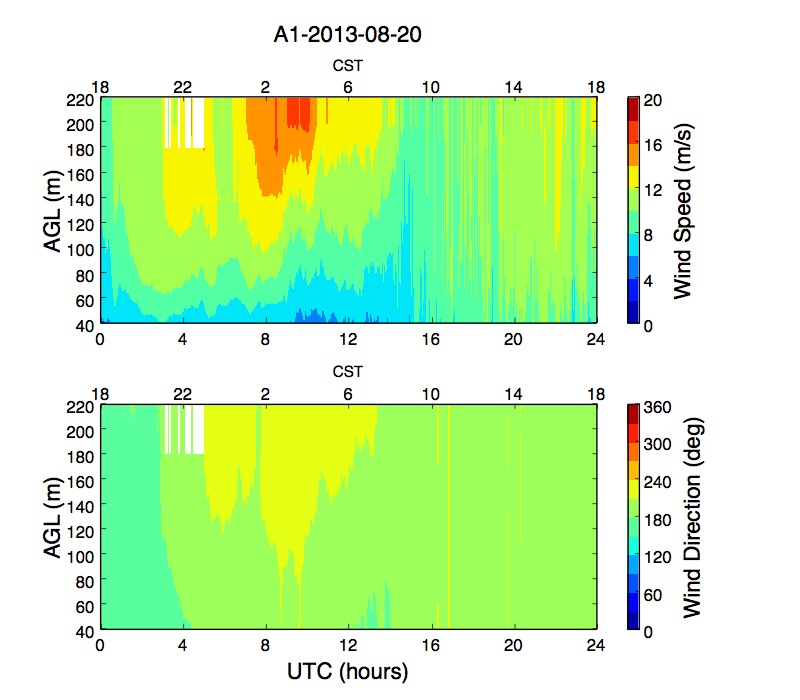 A1-2013-08-20
CST
18 22 2 6 10 14 18
220 20
200
180 16
160
140 12
120
100 8
80
60 4
40 0
AGL (m)
Wind Speed (m/s)
0 4 8 12 16 20 24
CST
18 22 2 6 10 14 18
220 360
200
180 300
160
140 240
120 180
100
80 120
60 60
40 0
AGL (m)
Wind Direction (deg)
0 4 8 12 16 20 24
UTC (hours)